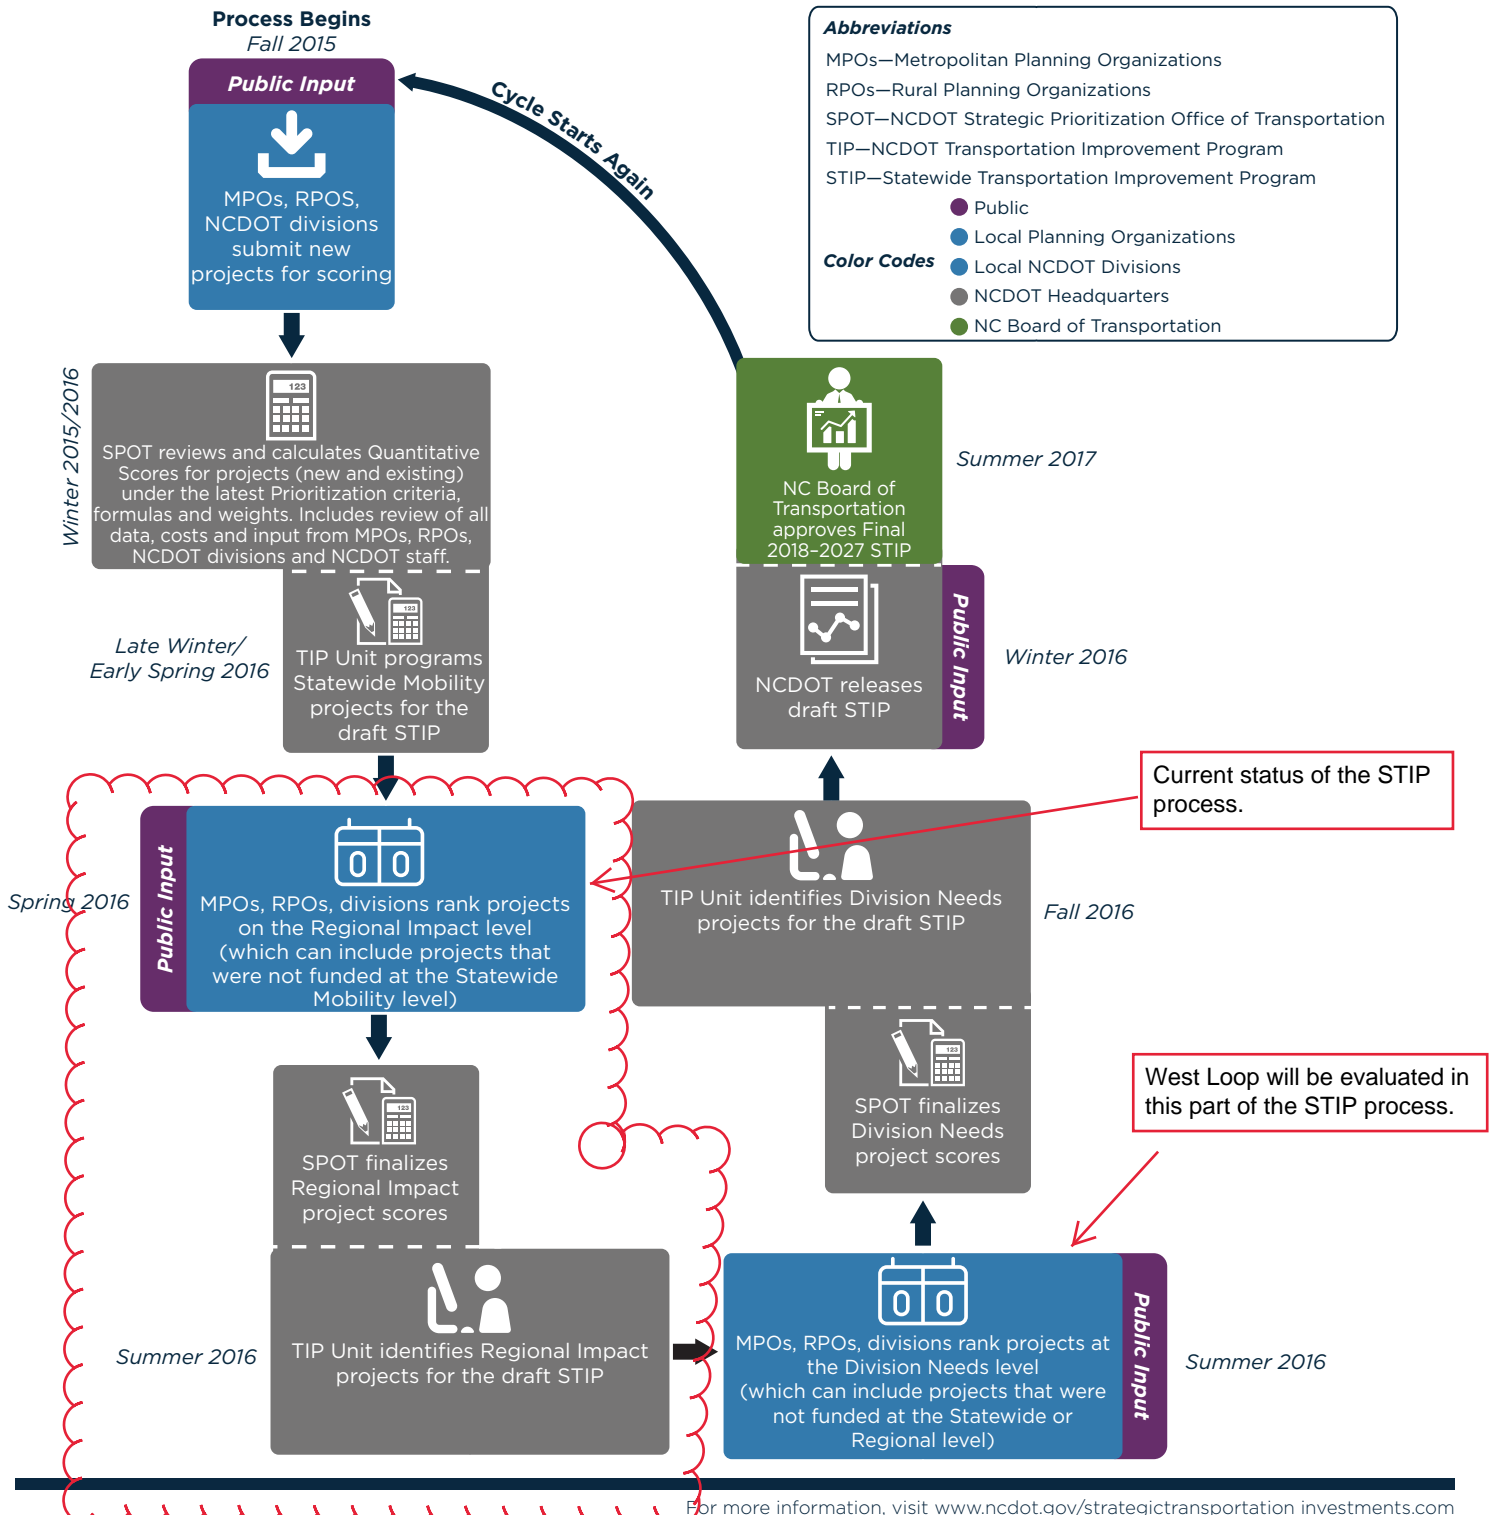 Process Begins
Fall 2015
Public Input
MPOs, RPOS,
NCDOT divisions
submit new
projects for scoring
Cycle Starts Again
Abbreviations
MPOs—Metropolitan Planning Organizations
RPOs—Rural Planning Organizations
SPOT—NCDOT Strategic Prioritization Office of Transportation
TIP—NCDOT Transportation Improvement Program
STIP—Statewide Transportation Improvement Program
Color Codes
Public
Local Planning Organizations
Local NCDOT Divisions
NCDOT Headquarters
NC Board of Transportation
Winter 2015/2016
123
SPOT reviews and calculates Quantitative
Scores for projects (new and existing)
under the latest Prioritization criteria,
formulas and weights. Includes review of all
data, costs and input from MPOs, RPOs,
NCDOT divisions and NCDOT staff.
Late Winter/
Early Spring 2016
123
TIP Unit programs
Statewide Mobility
projects for the
draft STIP
Spring 2016
Public Input
0 0
MPOs, RPOs, divisions rank projects
on the Regional Impact level
(which can include projects that
were not funded at the Statewide
Mobility level)
123
SPOT finalizes
Regional Impact
project scores
Summer 2016
TIP Unit identifies Regional Impact
projects for the draft STIP
0 0
MPOs, RPOs, divisions rank projects at
the Division Needs level
(which can include projects that were
not funded at the Statewide or
Regional level)
Public Input
Summer 2016
West Loop will be evaluated in
this part of the STIP process.
123
SPOT finalizes
Division Needs
project scores
TIP Unit identifies Division Needs
projects for the draft STIP
Fall 2016
Current status of the STIP
process.
NCDOT releases
draft STIP
Public Input
Winter 2016
NC Board of
Transportation
approves Final
2018–2027 STIP
Summer 2017
For more information, visit www.ncdot.gov/strategictransportation investments.com